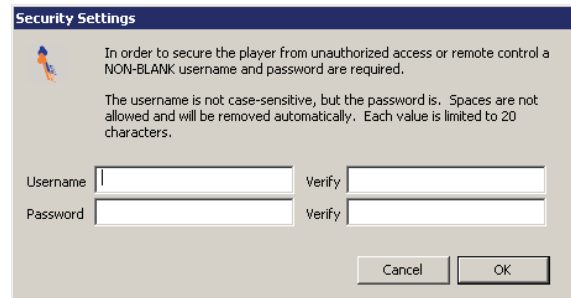 Security Settings
In order to secure the player from unauthorized access or remote control a
NON-BLANK username and password are required.
The username is not case-sensitive, but the password is. Spaces are not
allowed and will be removed automatically. Each value is limited to 20
characters.
Username Verify
Password Verify
Cancel OK